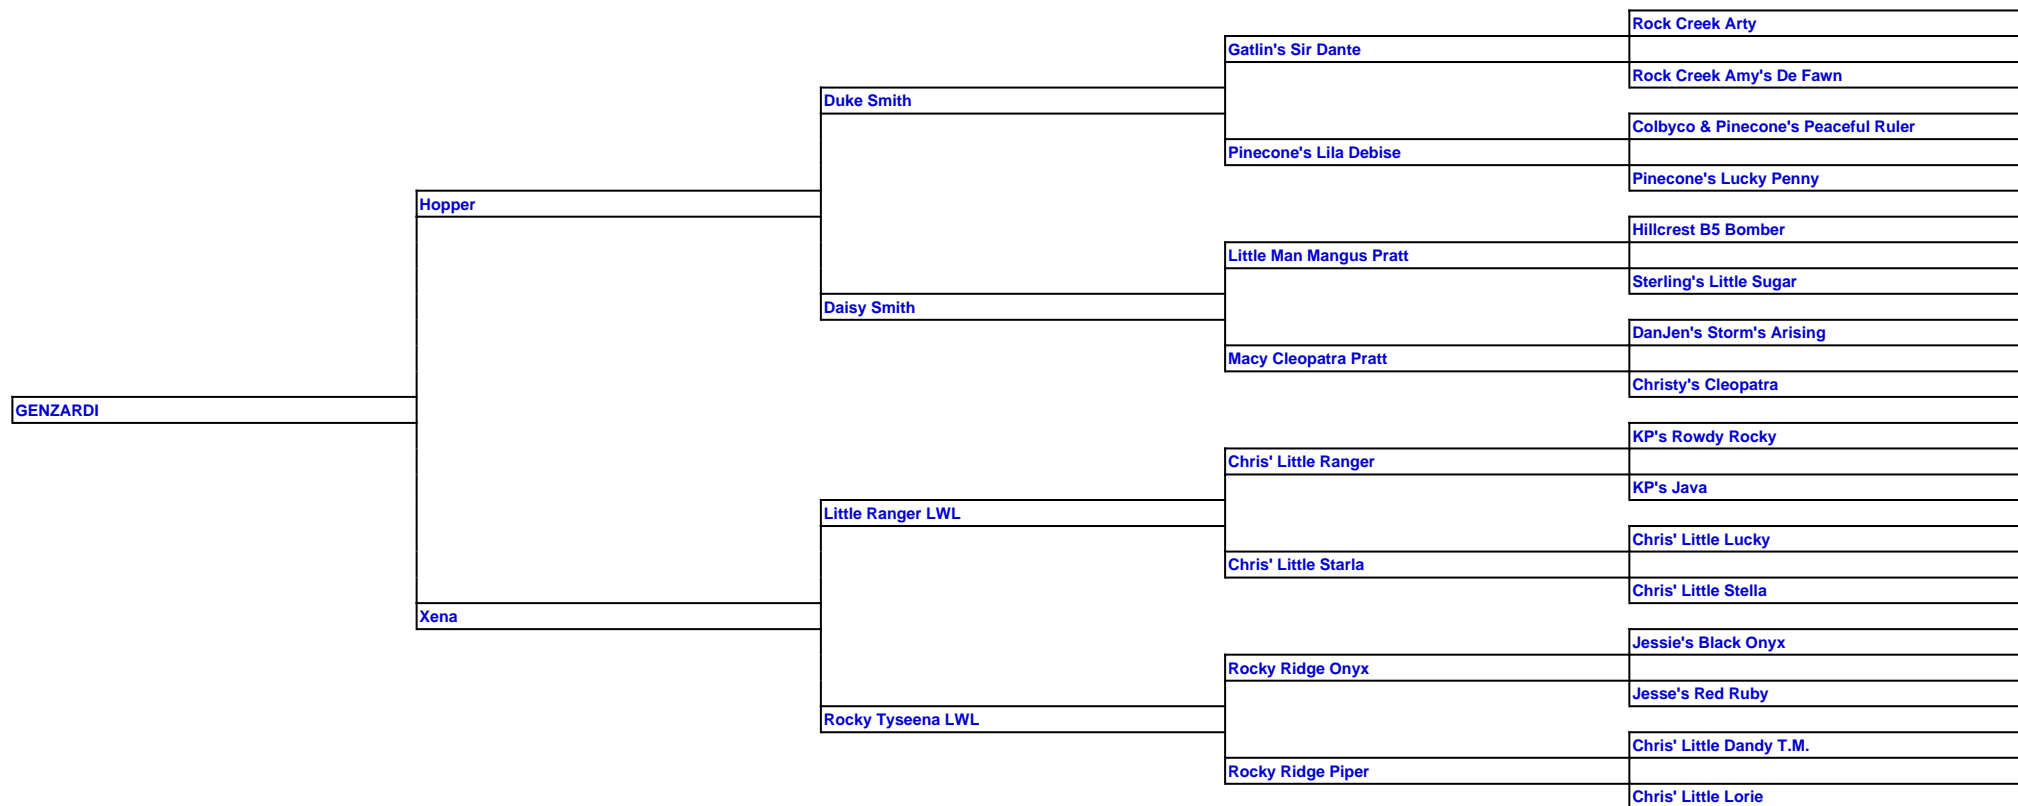 Rock Creek Arty
Gatlin's Sir Dante
Rock Creek Amy's De Fawn
Duke Smith
Colbyco & Pinecone's Peaceful Ruler
Pinecone's Lila Debise
Pinecone's Lucky Penny
Hopper
Hillcrest B5 Bomber
Little Man Mangus Pratt
Sterling's Little Sugar
Daisy Smith
DanJen's Storm's Arising
Macy Cleopatra Pratt
Christy's Cleopatra
GENZARDI
KP's Rowdy Rocky
Chris' Little Ranger
KP's Java
Little Ranger LWL
Chris' Little Lucky
Chris' Little Starla
Chris' Little Stella
Xena
Jessie's Black Onyx
Rocky Ridge Onyx
Jesse's Red Ruby
Rocky Tyseena LWL
Chris' Little Dandy T.M.
Rocky Ridge Piper
Chris' Little Lorie